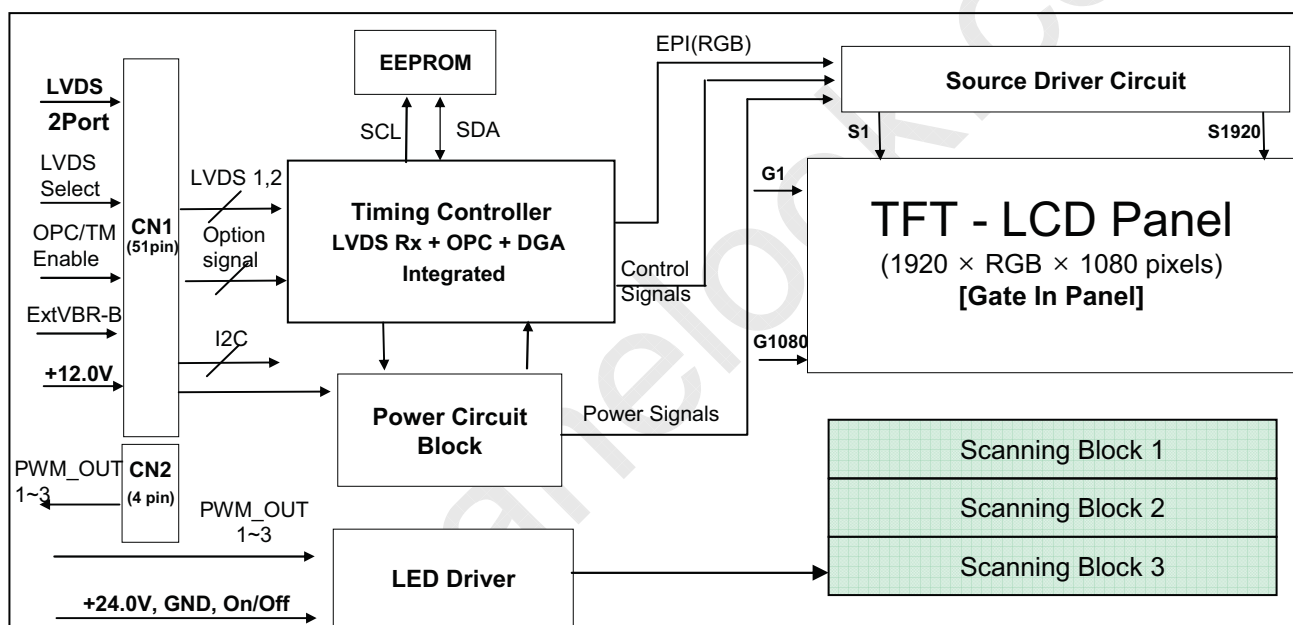 LVDS
2Port
LVDS
Select
OPC/TM
Enable
ExtVBR-B
+12.0V
CN1
(51pin)
LVDS 1,2
Option
signal
I2C
EEPROM
SCL
SDA
Timing Controller
LVDS Rx + OPC + DGA
Integrated
Power Circuit
Block
EPI(RGB)
Control
Signals
Power Signals
Source Driver Circuit
S1
S1920
G1
G1080
TFT - LCD Panel
(1920 × RGB × 1080 pixels)
[Gate In Panel]
PWM_OUT
1~3
CN2
(4 pin)
PWM_OUT
1~3
+24.0V, GND, On/Off
LED Driver
Scanning Block 1
Scanning Block 2
Scanning Block 3